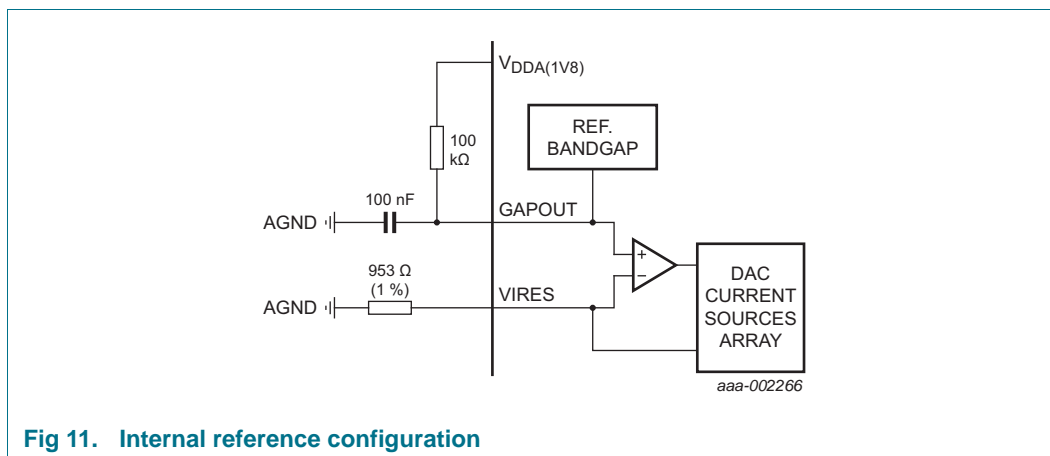 VDDA(1V8)
100
kΩ
REF.
BANDGAP
100 nF
AGND
GAPOUT
+
−
953 Ω
(1 %)
AGND
VIRES
DAC
CURRENT
SOURCES
ARRAY
aaa-002266
Fig 11. Internal reference configuration